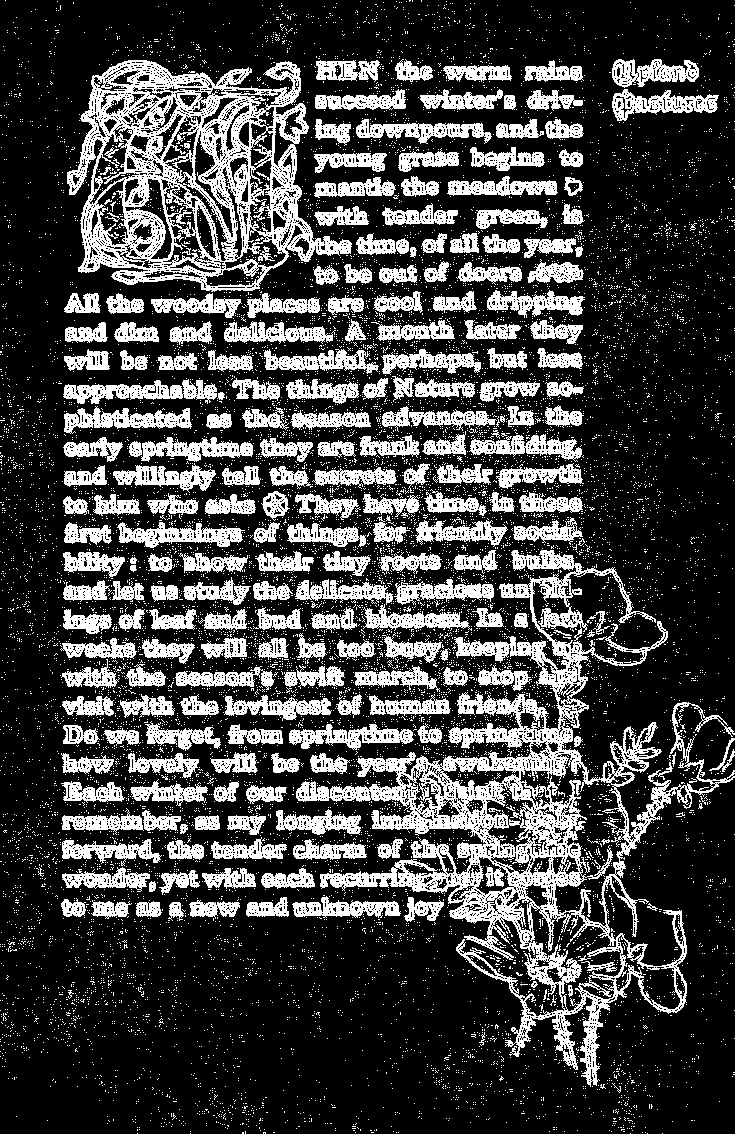 WHEN the warm rains
succeed winter's driv-
ing downpours, and the
young grass begins to
mantle the meadows
with tender green, is
the time, of all the year,
to be out of doors
All the woodsy places are cool and dripping
and dim and delicious. A month later they
will be not less beautiful, perhaps, but less
approachable. The things of Nature grow so-
phisticated as the season advances. In the
early springtime they are frank and confiding,
and willingly tell the secrets of their growth
to him who asks They have time, in these
first beginnings of things, for friendly socia-
bility: to show their tiny roots and bulbs,
and let us study the delicate, gracious unfold-
ings of leaf and bud and blossom. In a few
weeks they will all be too busy, keeping up
with the season's swift march, to stop and
visit with the lovingest of human friends.
Do we forget, from springtime to springtime,
how lovely will be the year's awakening?
Each winter of our discontent I think that I
remember, as my longing imagination
forward, the tender charm of the springtime
wonder, yet with each recurring year it comes
to me as a new and unknown joy
Upland
Pastures